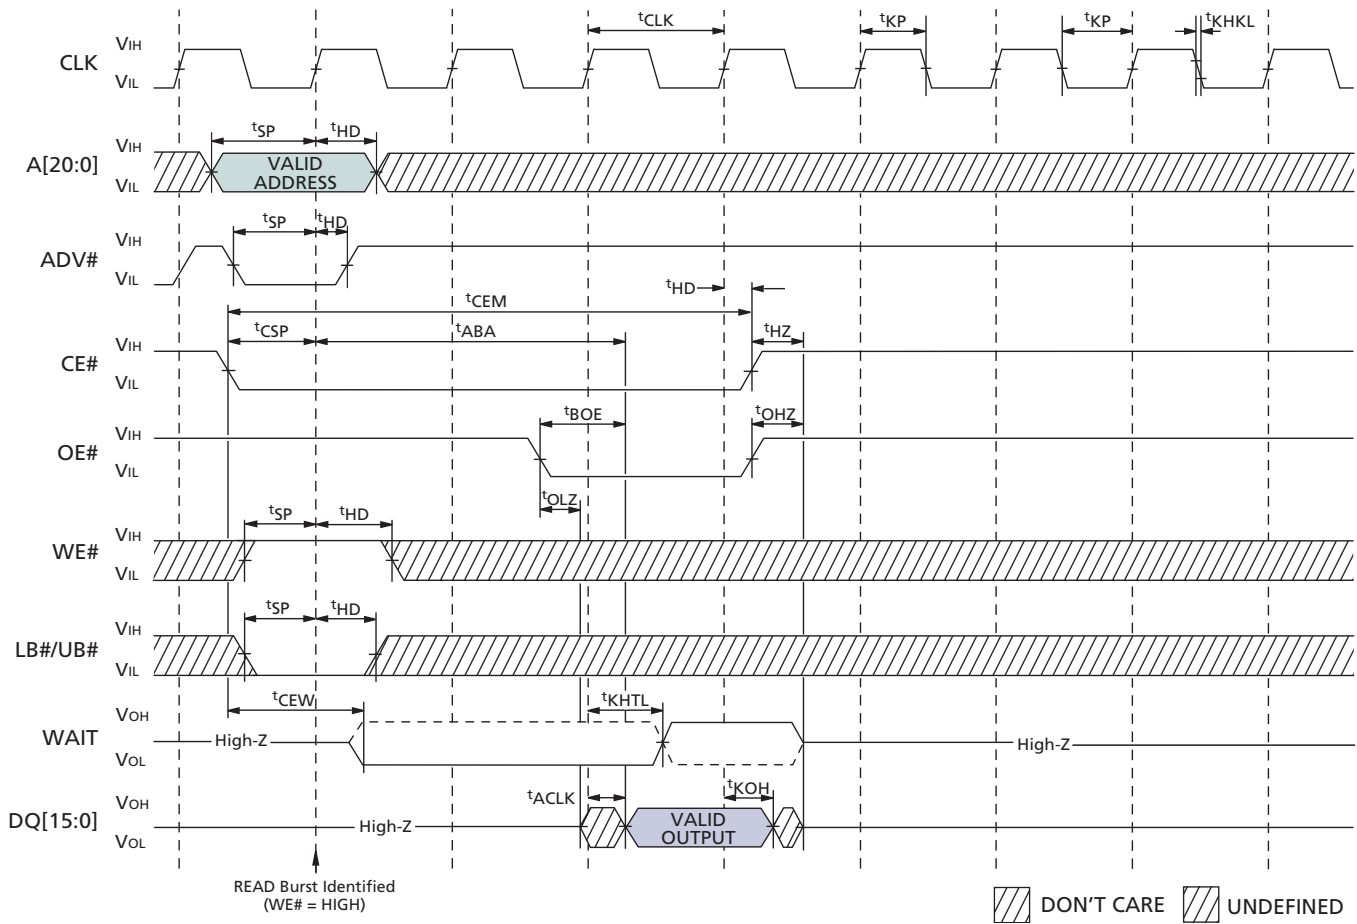 tCLK
tKP
tKP
tKHKL
CLK
VIH
VIL
tSP
tHD
A[20:0]
VIH
VIL
VALID
ADDRESS
tSP
tHD
ADV#
VIH
VIL
tHD
tCEM
tCSP
tABA
tHZ
CE#
VIH
VIL
tBOE
tOHZ
OE#
VIH
VIL
tOLZ
tSP
tHD
WE#
VIH
VIL
tSP
tHD
LB#/UB#
VIH
VIL
tCEW
tKHTL
WAIT
VOH
VOL
High-Z
High-Z
tACLK
tKOH
DQ[15:0]
VOH
VOL
High-Z
VALID
OUTPUT
READ Burst Identified
(WE# = HIGH)
DON'T CARE
UNDEFINED